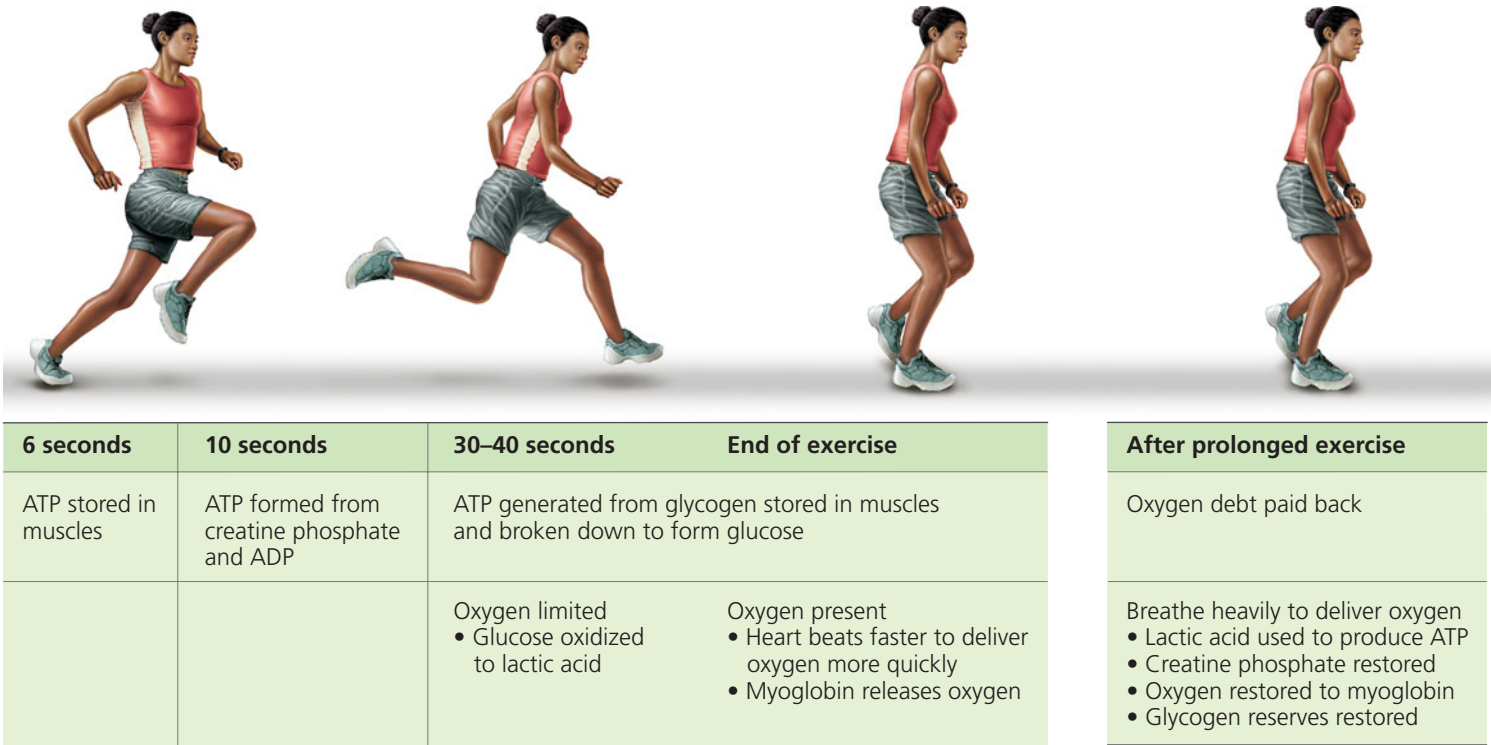 6 seconds
ATP stored in
muscles
10 seconds
ATP formed from
creatine phosphate
and ADP
30–40 seconds
End of exercise
ATP generated from glycogen stored in muscles
and broken down to form glucose
Oxygen limited
• Glucose oxidized
to lactic acid
Oxygen present
• Heart beats faster to deliver
oxygen more quickly
• Myoglobin releases oxygen
After prolonged exercise
Oxygen debt paid back
Breathe heavily to deliver oxygen
• Lactic acid used to produce ATP
• Creatine phosphate restored
• Oxygen restored to myoglobin
• Glycogen reserves restored